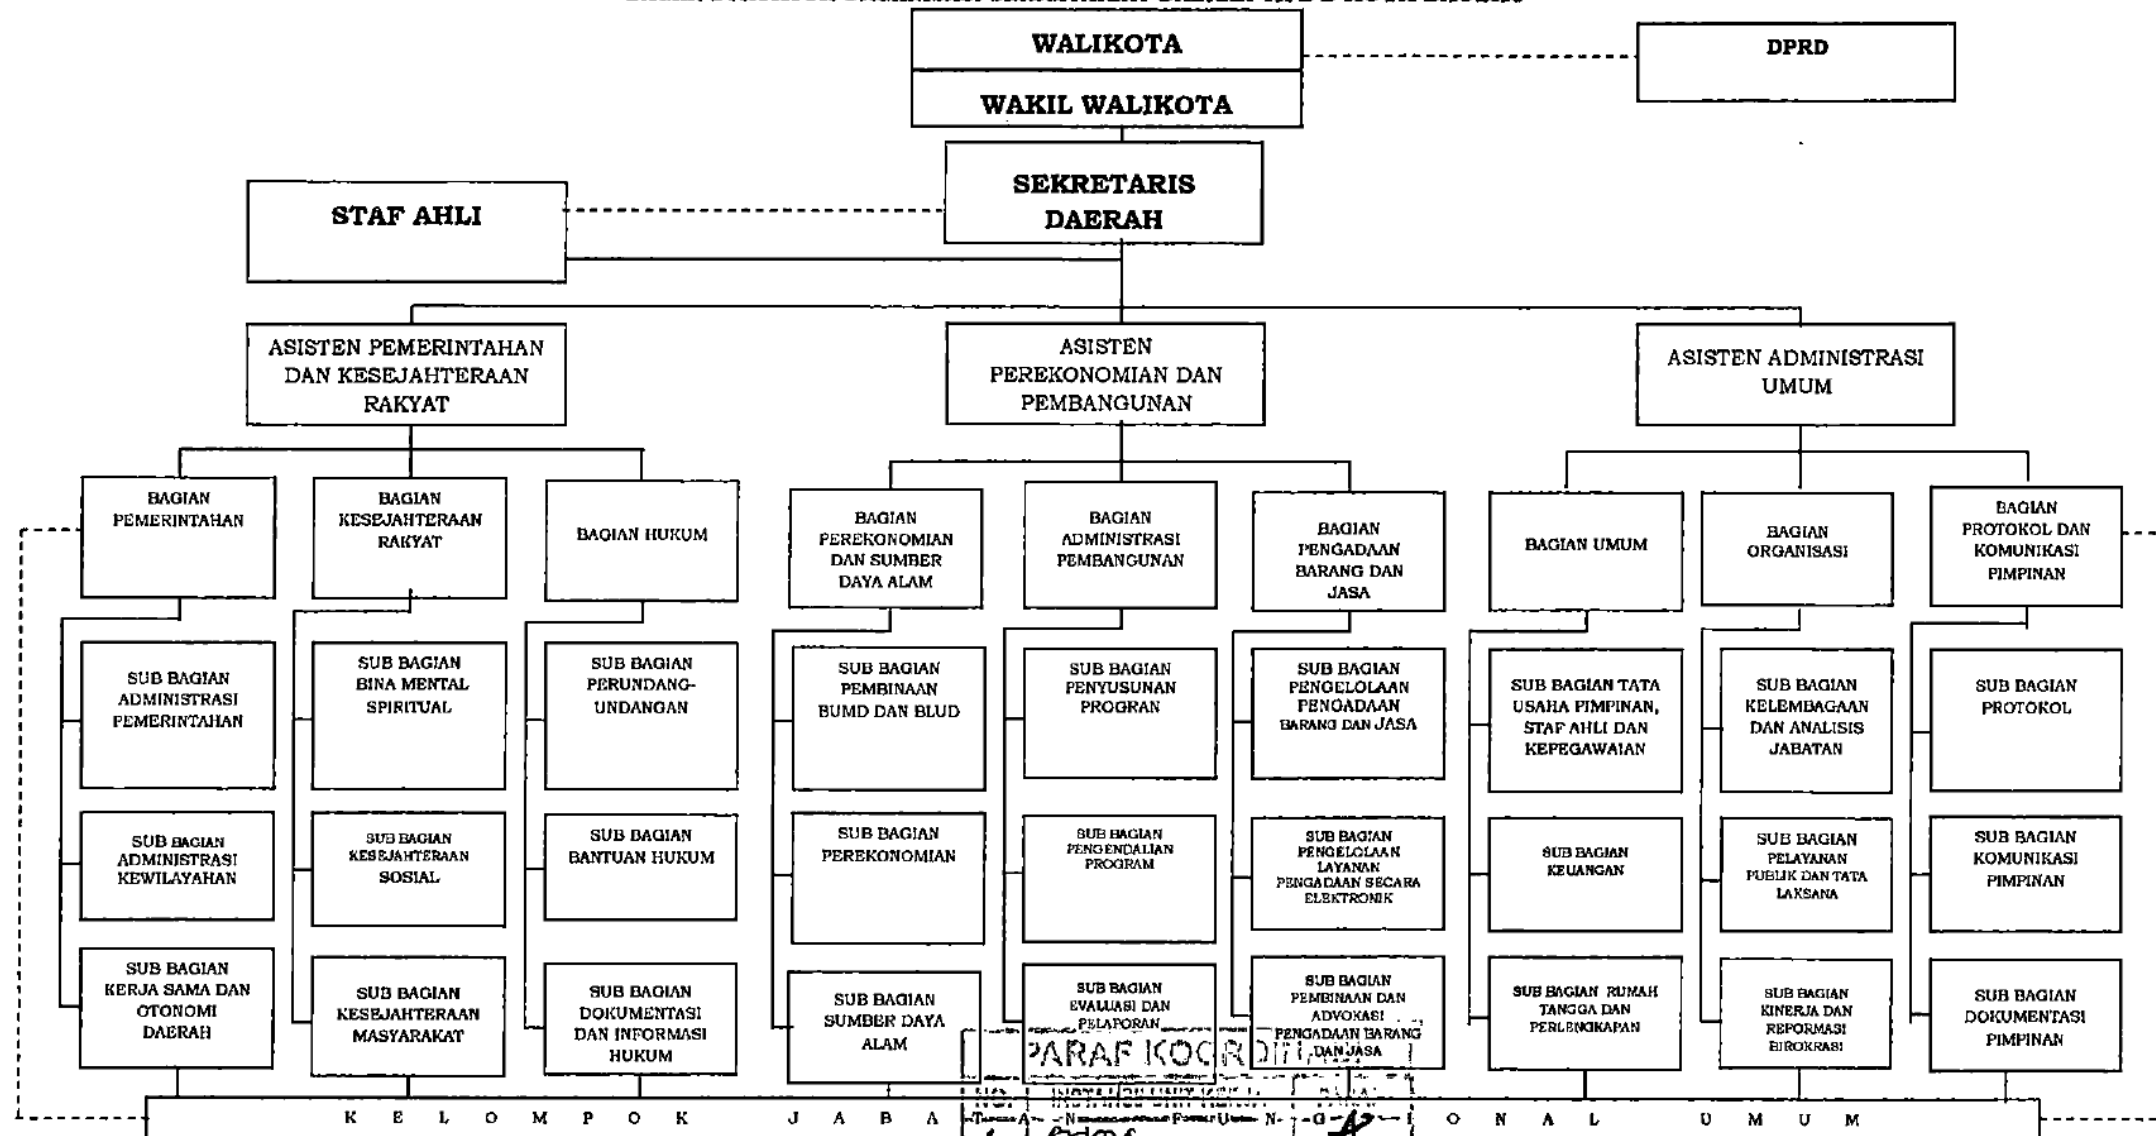 WALIKOTA
WAKIL WALIKOTA
DPRD
SEKRETARIS
DAERAH
STAF AHLI
ASISTEN PEMERINTAHAN
DAN KESEJAHTERAAN
RAKYAT
ASISTEN
PEREKONOMIAN DAN
PEMBANGUNAN
ASISTEN ADMINISTRASI
UMUM
BAGIAN
PEMERINTAHAN
BAGIAN
KESEJAHTERAAN
RAKYAT
BAGIAN HUKUM
BAGIAN
PEREKONOMIAN
DAN SUMBER
DAYA ALAM
BAGIAN
ADMINISTRASI
PEMBANGUNAN
BAGIAN
PENGADAAN
BARANG DAN
JASA
BAGIAN UMUM
BAGIAN
ORGANISASI
BAGIAN
PROTOKOL DAN
KOMUNIKASI
PIMPINAN
SUB BAGIAN
ADMINISTRASI
PEMERINTAHAN
SUB BAGIAN
BINA MENTAL
SPIRITUAL
SUB BAGIAN
PERUNDANG-
UNDANGAN
SUB BAGIAN
PEMBINAAN
BUMD DAN BLUD
SUB BAGIAN
PENYUSUNAN
PROGRAN
SUB BAGIAN
PENGELOLAAN
PENGADAAN
BARANG DAN JASA
SUB BAGIAN TATA
USAHA PIMPINAN,
STAF AHLI DAN
KEPEGAWAIAN
SUB BAGIAN
KELEMBAGAAN
DAN ANALISIS
JABATAN
SUB BAGIAN
PROTOKOL
SUB BAGIAN
ADMINISTRASI
KEWILAYAHAN
SUB BAGIAN
KESEJAHTERAAN
SOSIAL
SUB BAGIAN
BANTUAN HUKUM
SUB BAGIAN
PEREKONOMIAN
SUB BAGIAN
PENGENDALIAN
PROGRAM
SUB BAGIAN
PENGELOLAAN
LAYANAN
PENGADAAN SECARA
ELEKTRONIK
SUB BAGIAN
KEUANGAN
SUB BAGIAN
PELAYANAN
PUBLIK DAN TATA
LAKSANA
SUB BAGIAN
KOMUNIKASI
PIMPINAN
SUB BAGIAN
KERJA SAMA DAN
OTONOMI
DAERAH
SUB BAGIAN
KESEJAHTERAAN
MASYARAKAT
SUB BAGIAN
DOKUMENTASI
DAN INFORMASI
HUKUM
SUB BAGIAN
SUMBER DAYA
ALAM
SUB BAGIAN
EVALUASI DAN
PELAPORAN
SUB BAGIAN
PEMBINAAN DAN
ADVOKASI
PENGADAAN BARANG
DAN JASA
SUB BAGIAN RUMAH
TANGGA DAN
PERLENGKAPAN
SUB BAGIAN
KINERJA DAN
REFORMASI
BIROKRASI
SUB BAGIAN
DOKUMENTASI
PIMPINAN
PARAF KOORDINASI
K E L O M P O K J A B A T A N F U N G I O N A L U M U M